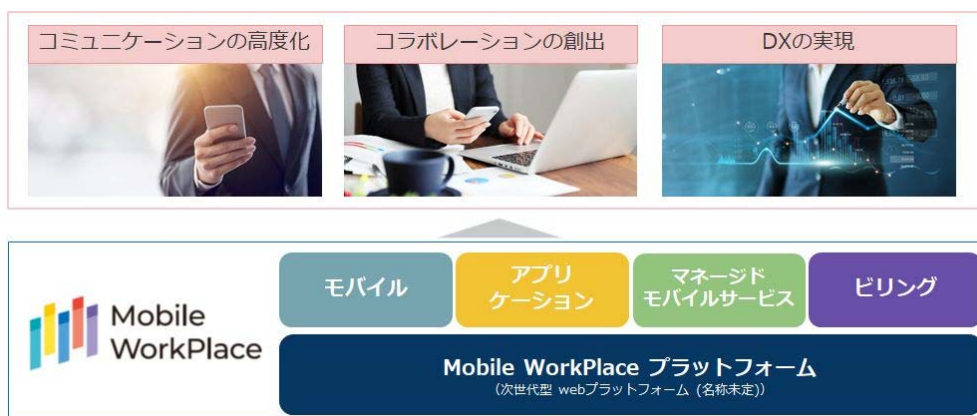 コミュニケーションの高度化
コラボレーションの創出
DXの実現
Mobile
WorkPlace
モバイル
アプリ
ケーション
マネージド
モバイルサービス
ビリング
Mobile WorkPlace プラットフォーム
(次世代型 webプラットフォーム (名称未定))